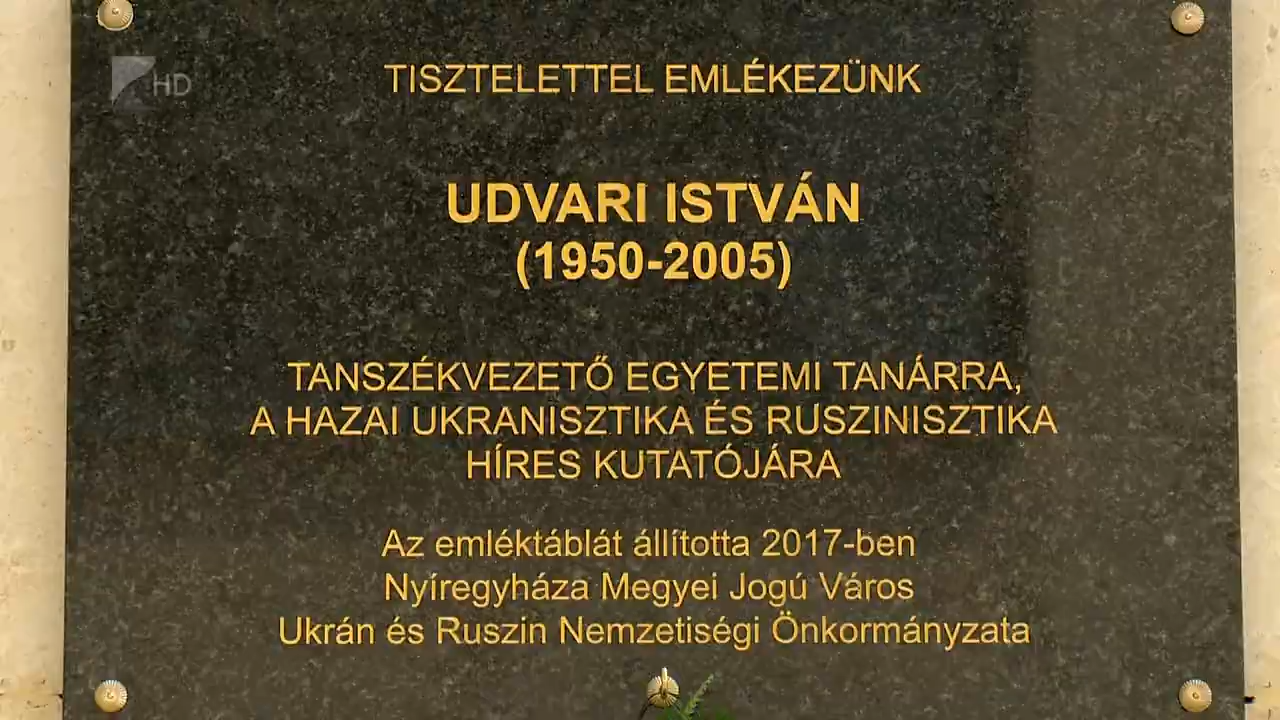 HD
TISZTELETTEL EMLÉKEZÜNK
UDVARI ISTVÁN
(1950-2005)
TANSZÉKVEZETŐ EGYETEMI TANÁRRA,
A HAZAI UKRANISZTIKA ÉS RUSZINISZTIKA
HÍRES KUTATÓJÁRA
Az emléktáblát állította 2017-ben
Nyíregyháza Megyei Jogú Város
Ukrán és Ruszin Nemzetiségi Önkormányzata